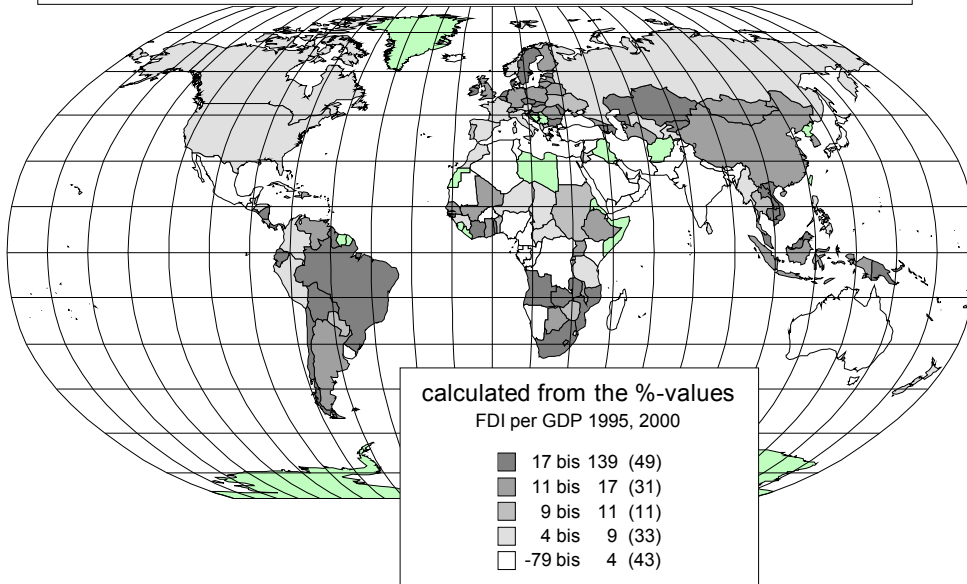 calculated from the %-values
FDI per GDP 1995, 2000
17 bis 139 (49)
11 bis 17 (31)
9 bis 11 (11)
4 bis 9 (33)
-79 bis 4 (43)